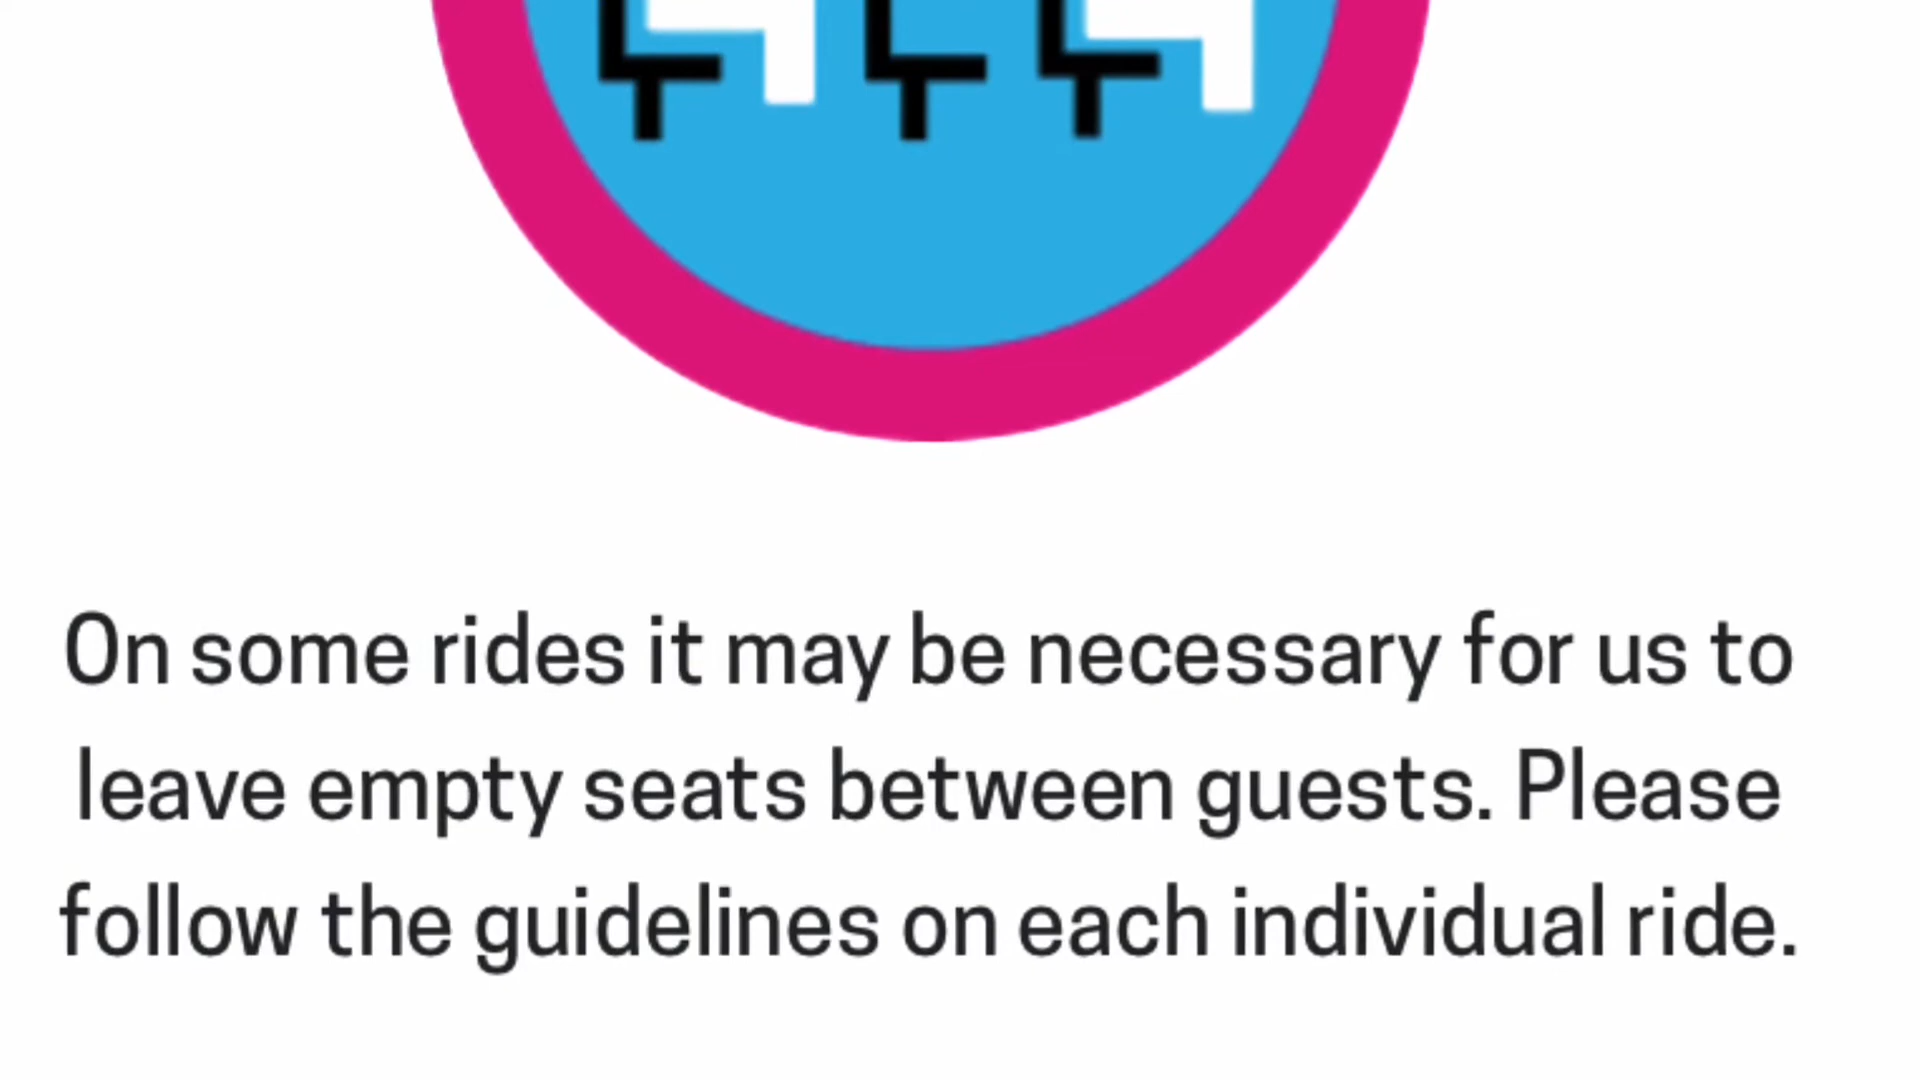 On some rides it may be necessary for us to
leave empty seats between guests. Please
follow the guidelines on each individual ride.